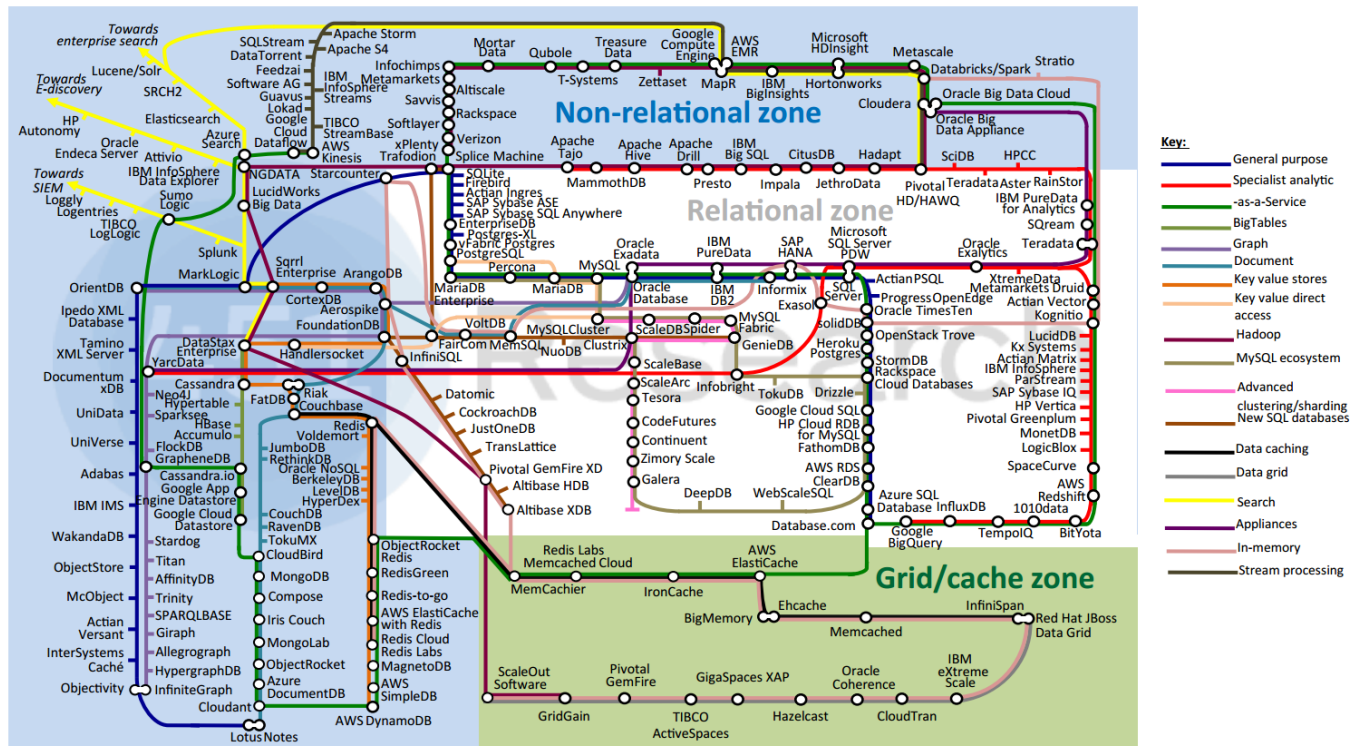 Towards
enterprise search
Lucene/Solr
SRCH2
Towards
E-discovery
HP
Autonomy
Elasticsearch
Oracle
Endeca Server
Attivio
IBM InfoSphere
Data Explorer
Azure
Search
Towards
SIEM
Loggly
Logentries
TIBCO
LogLogic
Sumo
Logic
Splunk
SQLStream
DataTorrent
Feedzai
Software AG
Guavus
Lokad
Google
Cloud
Dataflow
Apache Storm
Apache S4
IBM
InfoSphere
Streams
TIBCO
StreamBase
AWS
Kinesis
NGDATA
LucidWorks
Big Data
Starcounter
Infochimps
Metamarkets
Altiscale
Savvis
Rackspace
Softlayer
Verizon
xPlenty
Trafodion
Splice Machine
Mortar
Data
Qubole
T-Systems
Treasure
Data
Zettaset
Google
Compute
Engine
MapR
AWS
EMR
IBM
BigInsights
Microsoft
HDInsight
Hortonworks
Metascale
Databricks/Spark
Stratio
Cloudera
Oracle Big Data Cloud
Oracle Big
Data Appliance
Non-relational zone
Apache
Tajo
MammothDB
Apache
Hive
Apache
Drill
Presto
IBM
Big SQL
Impala
CitusDB
JethroData
Hadapt
Pivotal
HD/HAWQ
SciDB
Teradata
Aster
HPCC
RainStor
IBM PureData
for Analytics
SQream
Teradata
Relational zone
SQLite
Firebird
Actian Ingres
SAP Sybase ASE
SAP Sybase SQL Anywhere
EnterpriseDB
Postgres-XL
vFabric Postgres
PostgreSQL
MariaDB
Enterprise
Percona
MariaDB
MySQL
Oracle
Exadata
Oracle
Database
IBM
PureData
IBM
DB2
SAP
HANA
Informix
Microsoft
SQL Server
PDW
SQL
Server
Exasol
Oracle
Exalytics
XtremeData
Metamarkets Druid
Actian Vector
Kognitio
ActianPSQL
ProgressOpenEdge
Oracle TimesTen
solidDB
OpenStack Trove
Heroku
Postgres
StormDB
Rackspace
Cloud Databases
MarkLogic
Sqrrl
Enterprise
ArangoDB
CortexDB
Aerospike
FoundationDB
OrientDB
Ipedo XML
Database
Tamino
XML Server
Documentum
xDB
UniData
UniVerse
Adabas
IBM IMS
WakandaDB
ObjectStore
McObject
Actian
Versant
InterSystems
Caché
Objectivity
DataStax
Enterprise
Handlersocket
YarcData
InfiniSQL
FairCom
VoltDB
MemSQL
MySQLCluster
NuoDB
Clustrix
ScaleDB
Spider
MySQL
Fabric
GenieDB
Infobright
TokuDB
Drizzle
ScaleBase
ScaleArc
Tesora
CodeFutures
Continuent
Zimory Scale
Galera
DeepDB
WebScaleSQL
Google Cloud SQL
HP Cloud RDB
for MySQL
FathomDB
AWS RDS
ClearDB
Azure SQL
Database
Database.com
LucidDB
Kx Systems
Actian Matrix
IBM InfoSphere
ParStream
SAP Sybase IQ
HP Vertica
Pivotal Greenplum
MonetDB
LogicBlox
SpaceCurve
AWS
Redshift
BitYota
1010data
TempoIQ
InfluxDB
Google
BigQuery
Cassandra
Neo4J
Hypertable
Sparksee
HBase
Accumulo
FlockDB
GrapheneDB
Cassandra.io
Google App
Engine Datastore
Google Cloud
Datastore
Stardog
Titan
AffinityDB
Trinity
SPARQLBASE
Giraph
Allegrograph
HypergraphDB
InfiniteGraph
FatDB
Riak
Couchbase
Redis
Voldemort
JumboDB
RethinkDB
Oracle NoSQL
BerkeleyDB
LevelDB
HyperDex
CouchDB
RavenDB
TokuMX
CloudBird
MongoDB
Compose
Iris Couch
MongoLab
ObjectRocket
Azure
DocumentDB
Cloudant
Lotus Notes
ObjectRocket
Redis
RedisGreen
Redis-to-go
AWS ElastiCache
with Redis
Redis Cloud
Redis Labs
MagnetoDB
AWS
SimpleDB
AWS DynamoDB
Datomic
CockroachDB
JustOneDB
TransLattice
Pivotal GemFire XD
Altibase HDB
Altibase XDB
MemCachier
Redis Labs
Memcached Cloud
IronCache
AWS
ElastiCache
Grid/cache zone
BigMemory
Ehcache
Memcached
InfiniSpan
Red Hat JBoss
Data Grid
ScaleOut
Software
GridGain
Pivotal
GemFire
TIBCO
ActiveSpaces
GigaSpaces XAP
Hazelcast
Oracle
Coherence
CloudTran
IBM
eXtreme
Scale
Research
Key:
General purpose
Specialist analytic
-as-a-Service
BigTables
Graph
Document
Key value stores
Key value direct
access
Hadoop
MySQL ecosystem
Advanced
clustering/sharding
New SQL databases
Data caching
Data grid
Search
Appliances
In-memory
Stream processing